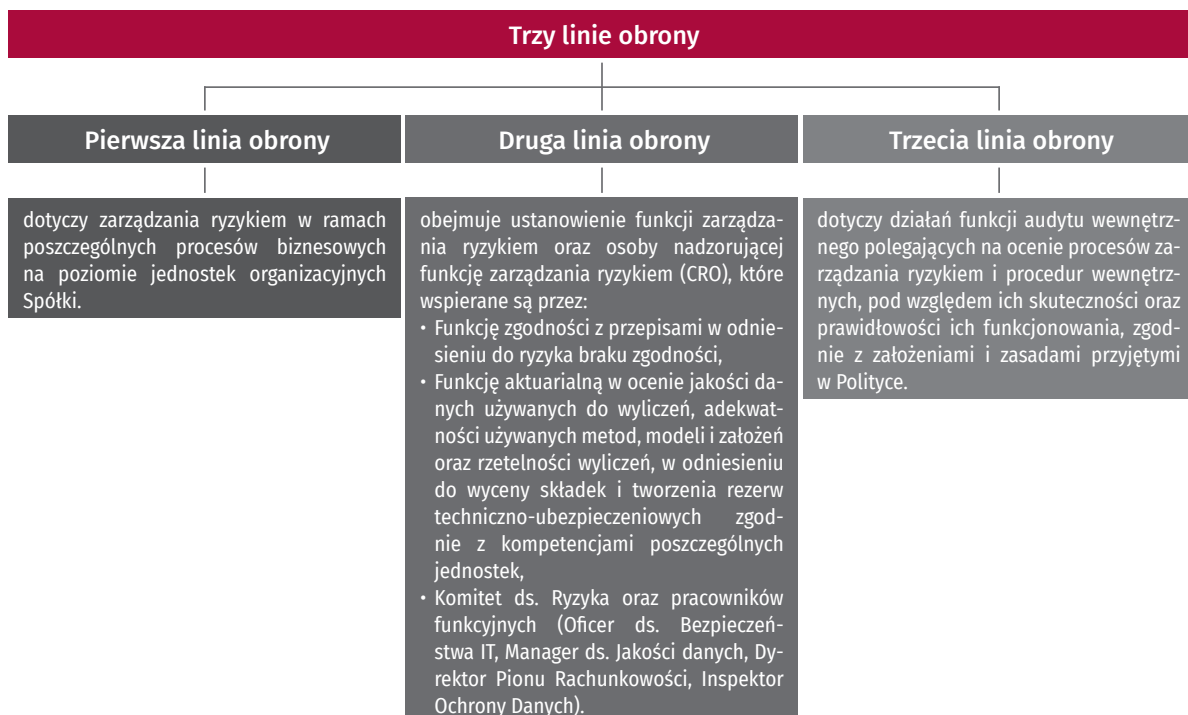 Trzy linie obrony
Pierwsza linia obrony
dotyczy zarządzania ryzykiem w ramach
poszczególnych procesów biznesowych
na poziomie jednostek organizacyjnych
Spółki.
Druga linia obrony
obejmuje ustanowienie funkcji zarządza-
nia ryzykiem oraz osoby nadzorującej
funkcję zarządzania ryzykiem (CRO), które
wspierane są przez:
• Funkcję zgodności z przepisami w odnie-
sieniu do ryzyka braku zgodności,
• Funkcję aktuarialną w ocenie jakości da-
nych używanych do wyliczeń, adekwat-
ności używanych metod, modeli i założeń
oraz rzetelności wyliczeń, w odniesieniu
do wyceny składek i tworzenia rezerw
techniczno-ubezpieczeniowych zgod-
nie z kompetencjami poszczególnych
jednostek,
• Komitet ds. Ryzyka oraz pracowników
funkcyjnych (Oficer ds. Bezpieczeń-
stwa IT, Manager ds. Jakości danych, Dy-
rektor Pionu Rachunkowości, Inspektor
Ochrony Danych).
Trzecia linia obrony
dotyczy działań funkcji audytu wewnętrz-
nego polegających na ocenie procesów za-
rządzania ryzykiem i procedur wewnętrz-
nych, pod względem ich skuteczności oraz
prawidłowości ich funkcjonowania, zgod-
nie z założeniami i zasadami przyjętymi
w Polityce.